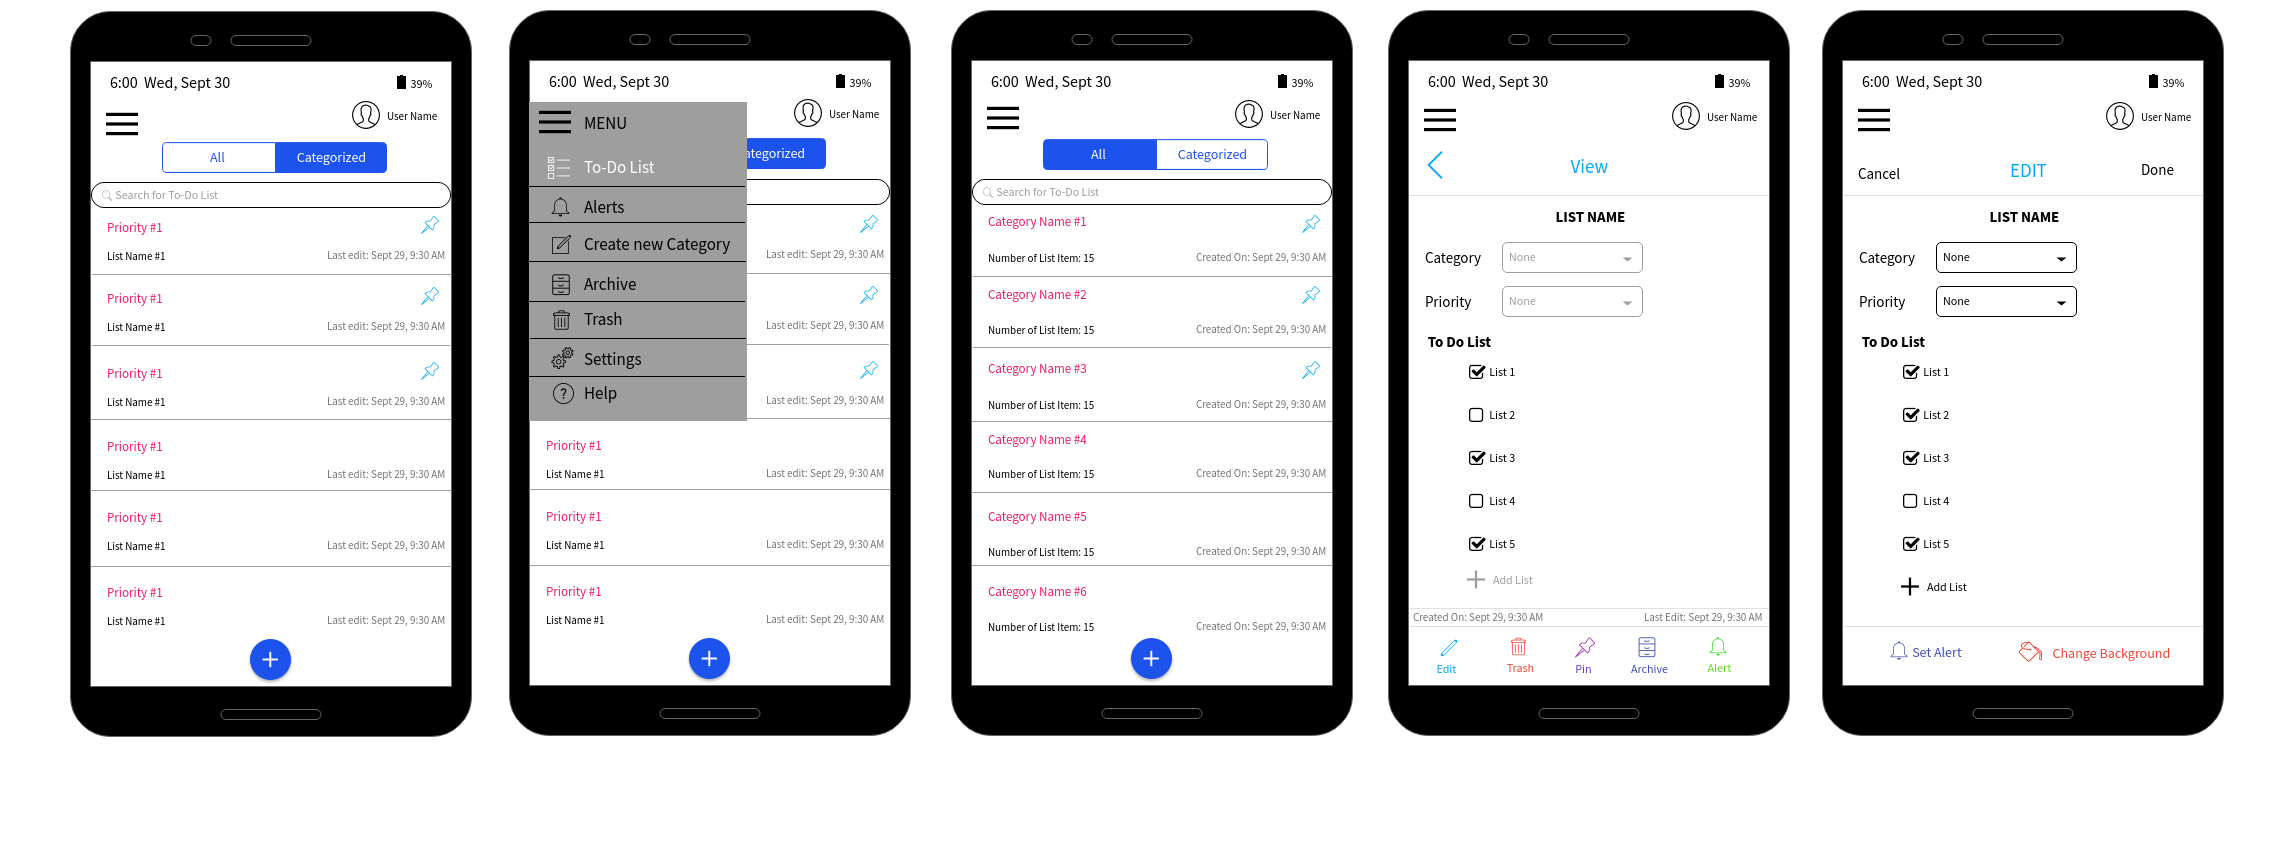 6:00 Wed, Sept 30 39%
User Name
All Categorized
Search for To-Do List
Priority #1
List Name #1 Last edit: Sept 29, 9:30 AM
Priority #1
List Name #1 Last edit: Sept 29, 9:30 AM
Priority #1
List Name #1 Last edit: Sept 29, 9:30 AM
Priority #1
List Name #1 Last edit: Sept 29, 9:30 AM
Priority #1
List Name #1 Last edit: Sept 29, 9:30 AM
Priority #1
List Name #1 Last edit: Sept 29, 9:30 AM
6:00 Wed, Sept 30 39%
User Name
MENU
ategorized
To-Do List
Alerts
Create new Category
Last edit: Sept 29, 9:30 AM
Archive
Trash
Last edit: Sept 29, 9:30 AM
Settings
Help
Last edit: Sept 29, 9:30 AM
Priority #1
List Name #1 Last edit: Sept 29, 9:30 AM
Priority #1
List Name #1 Last edit: Sept 29, 9:30 AM
Priority #1
List Name #1 Last edit: Sept 29, 9:30 AM
6:00 Wed, Sept 30 39%
User Name
All Categorized
Search for To-Do List
Category Name #1
Number of List Item: 15 Created On: Sept 29, 9:30 AM
Category Name #2
Number of List Item: 15 Created On: Sept 29, 9:30 AM
Category Name #3
Number of List Item: 15 Created On: Sept 29, 9:30 AM
Category Name #4
Number of List Item: 15 Created On: Sept 29, 9:30 AM
Category Name #5
Number of List Item: 15 Created On: Sept 29, 9:30 AM
Category Name #6
Number of List Item: 15 Created On: Sept 29, 9:30 AM
6:00 Wed, Sept 30 39%
User Name
View
LIST NAME
Category None
Priority None
To Do List
List 1
List 2
List 3
List 4
List 5
Add List
Created On: Sept 29, 9:30 AM Last Edit: Sept 29, 9:30 AM
Edit Trash Pin Archive Alert
6:00 Wed, Sept 30 39%
User Name
Cancel EDIT Done
LIST NAME
Category None
Priority None
To Do List
List 1
List 2
List 3
List 4
List 5
Add List
Set Alert Change Background